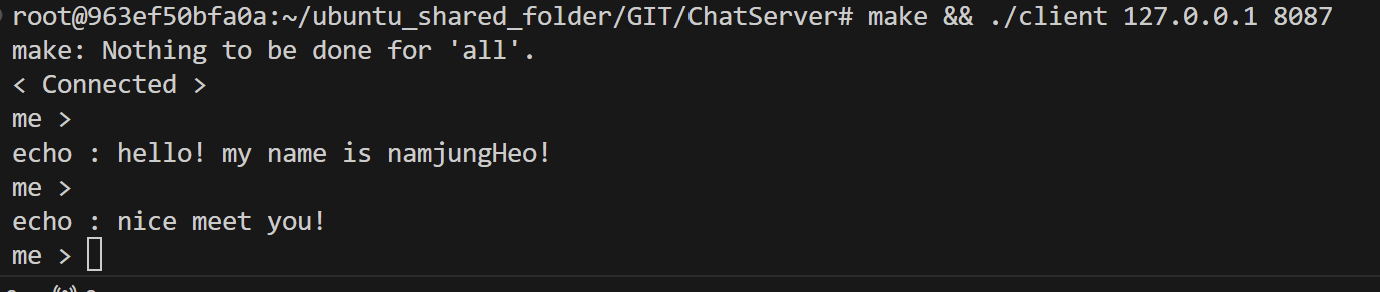 root@963ef50bfa0a:~/ubuntu_shared_folder/GIT/ChatServer# make && ./client 127.0.0.1 8087
make: Nothing to be done for 'all'.
< Connected >
me >
echo : hello! my name is namjungHeo!
me >
echo : nice meet you!
me >